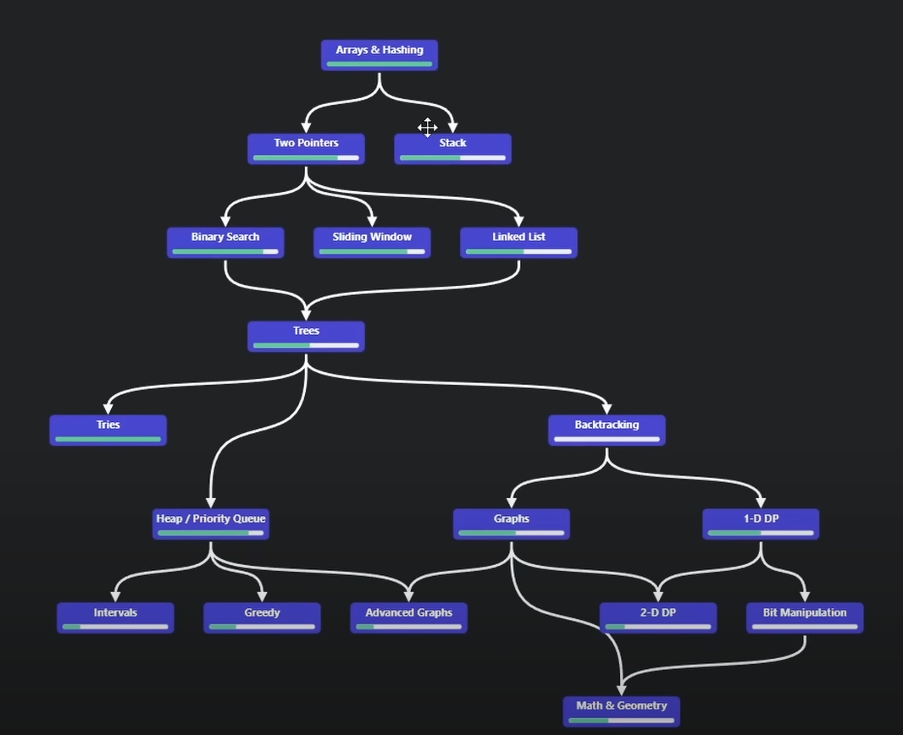 Arrays & Hashing
Two Pointers
Stack
Binary Search
Sliding Window
Linked List
Trees
Tries
Backtracking
Heap / Priority Queue
Graphs
1-D DP
Intervals
Greedy
Advanced Graphs
2-D DP
Bit Manipulation
Math & Geometry